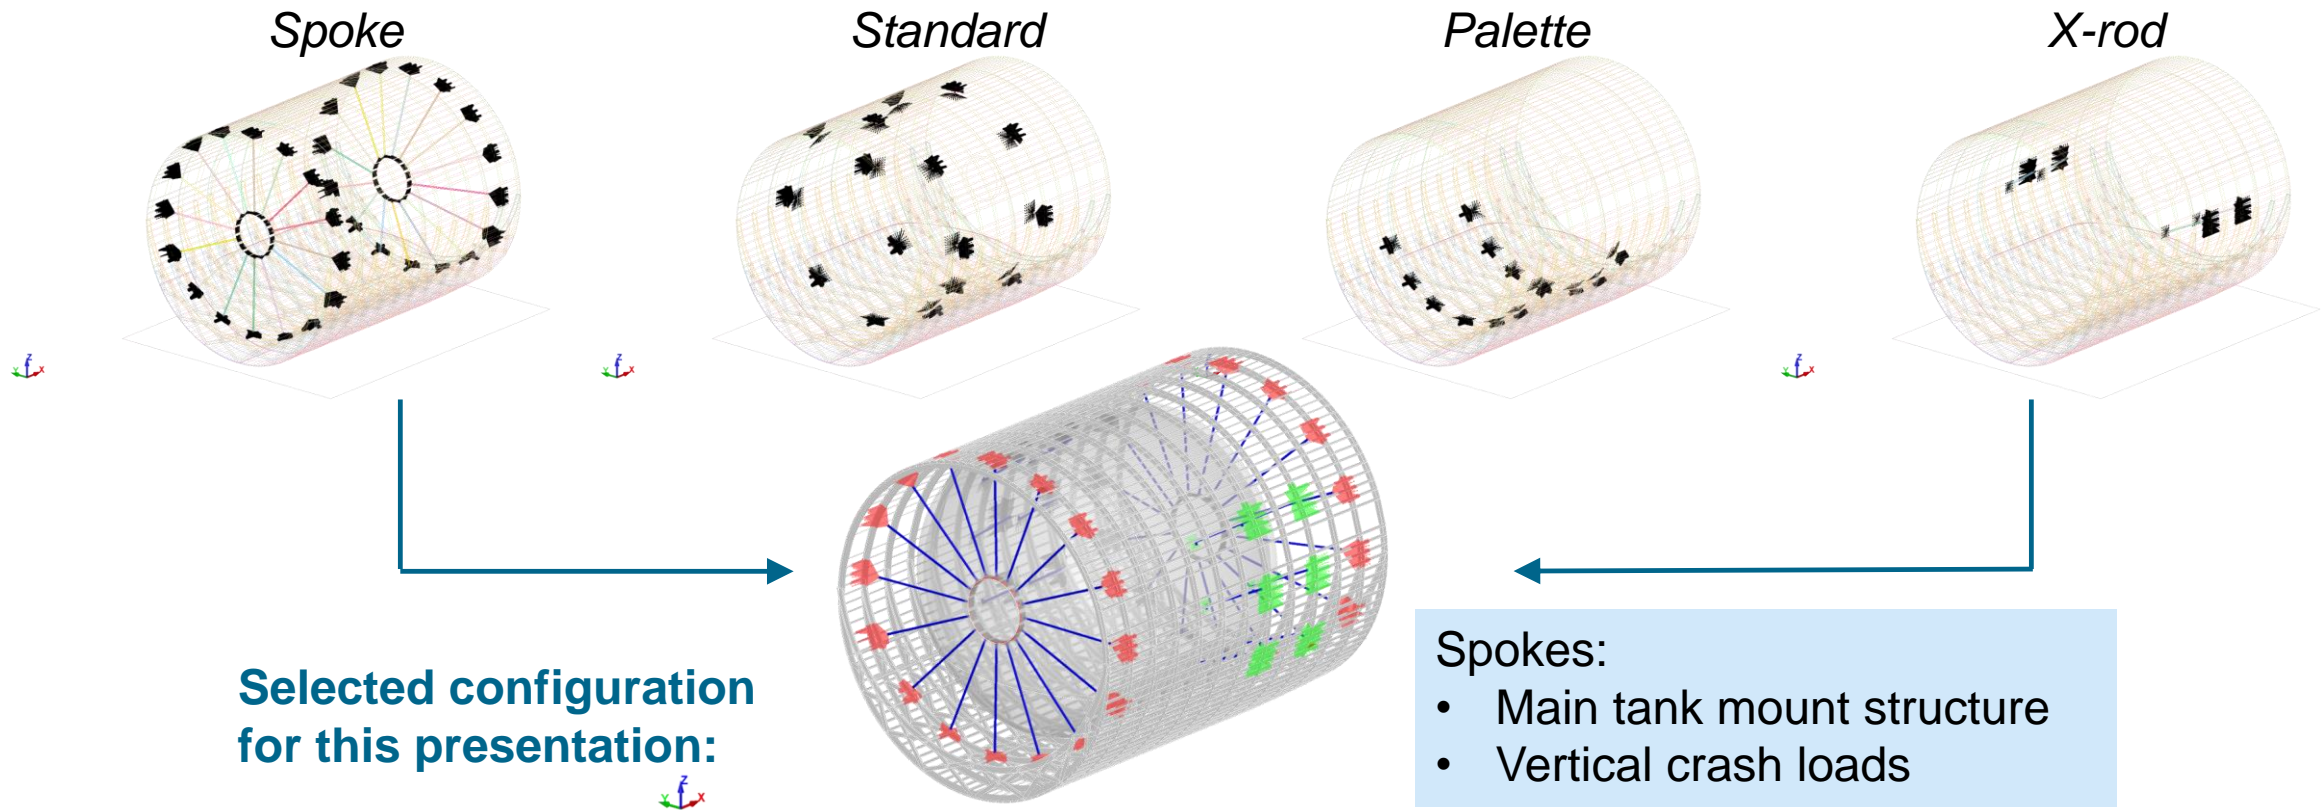 Spoke
Standard
Palette
X-rod
Z
Y
X
Z
Y
X
Z
Y
X
Selected configuration
for this presentation:
Spokes:
• Main tank mount structure
• Vertical crash loads
Z
Y
X